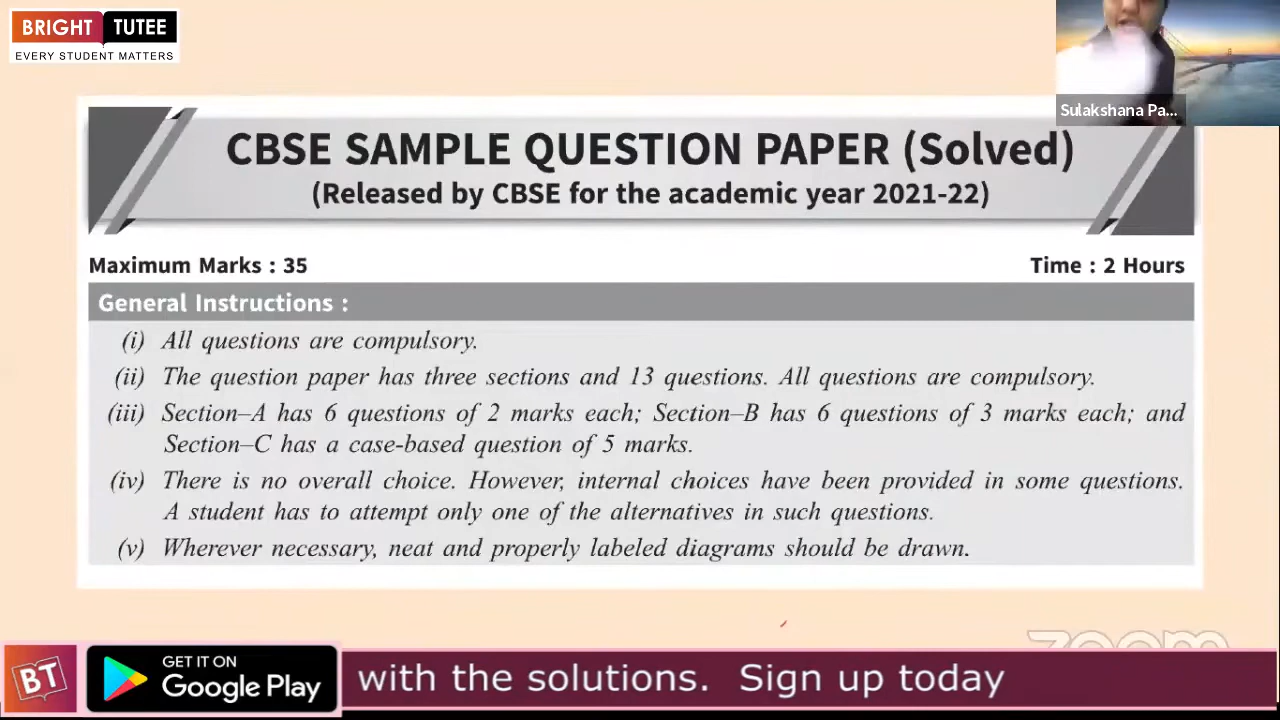 BRIGHT TUTEE
EVERY STUDENT MATTERS
Sulakshana Pa...
CBSE SAMPLE QUESTION PAPER (Solved)
(Released by CBSE for the academic year 2021-22)
Maximum Marks : 35
Time : 2 Hours
General Instructions :
(i) All questions are compulsory.
(ii) The question paper has three sections and 13 questions. All questions are compulsory.
(iii) Section–A has 6 questions of 2 marks each; Section–B has 6 questions of 3 marks each; and
Section–C has a case-based question of 5 marks.
(iv) There is no overall choice. However, internal choices have been provided in some questions.
A student has to attempt only one of the alternatives in such questions.
(v) Wherever necessary, neat and properly labeled diagrams should be drawn.
zoom
BT
GET IT ON
Google Play
with the solutions. Sign up today